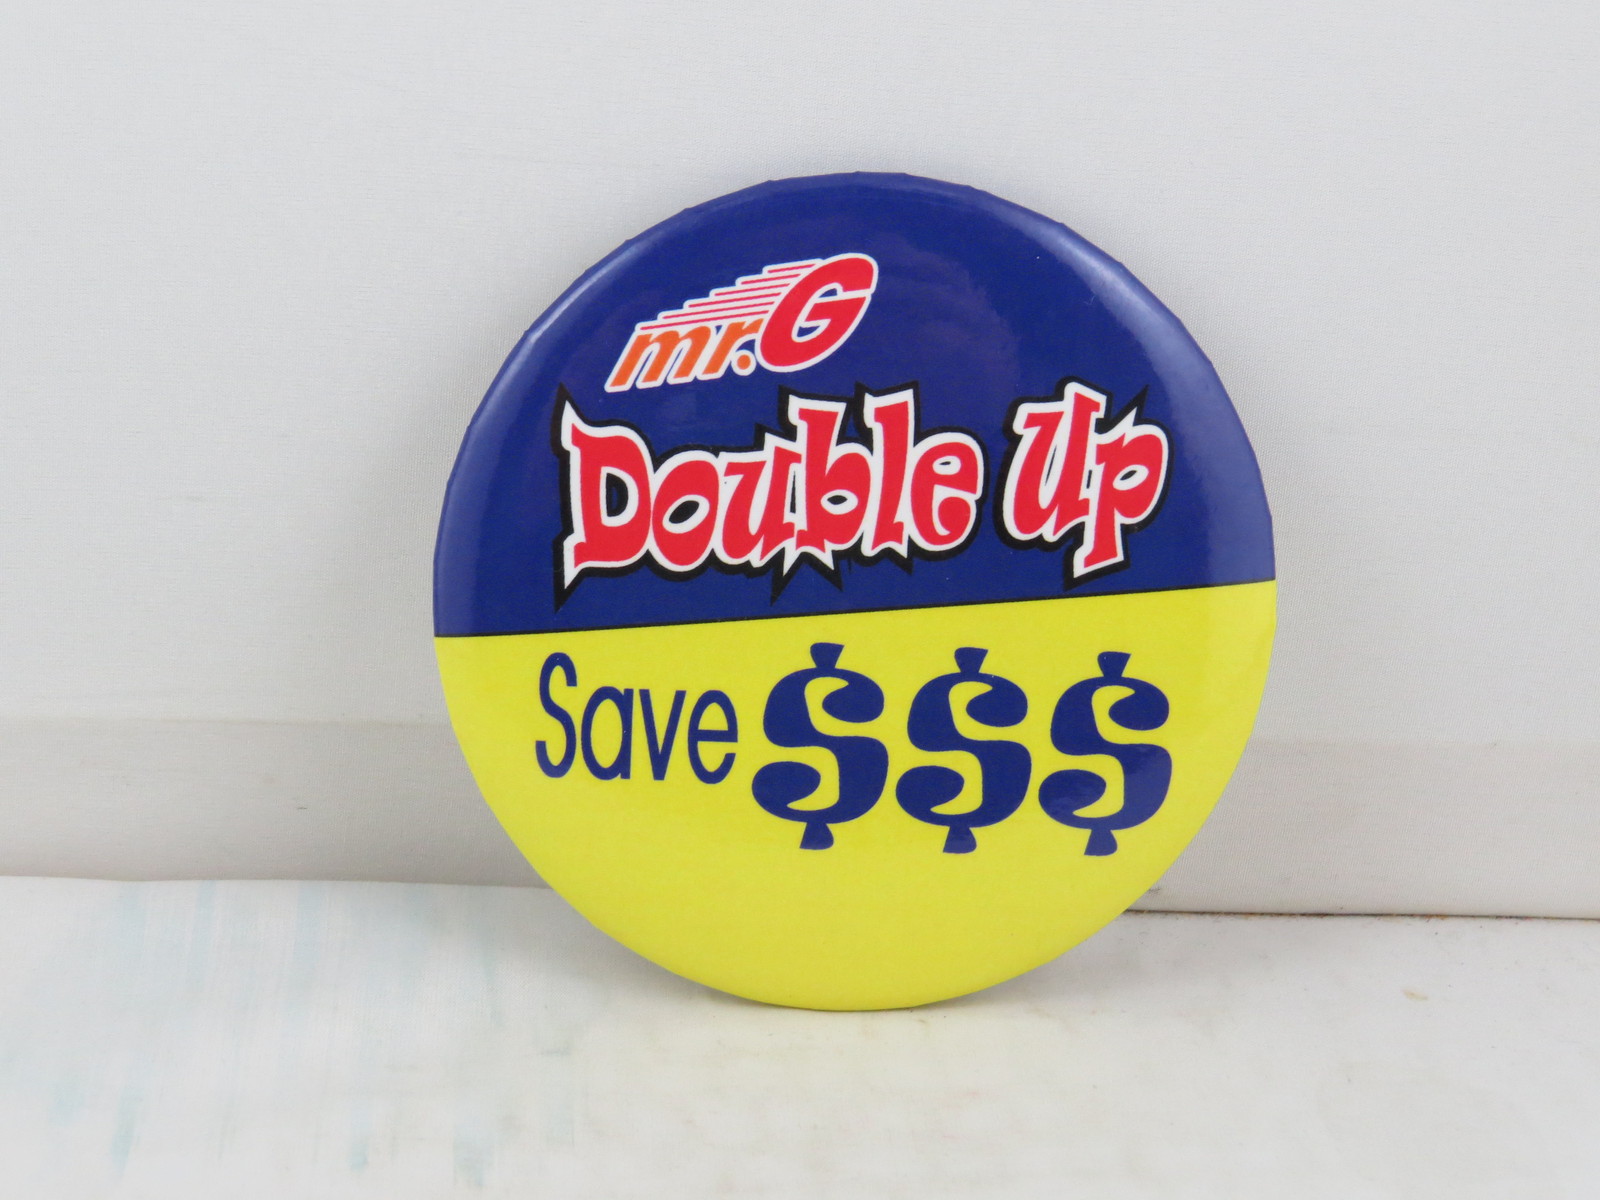 mr.G
Double Up
Save $$$